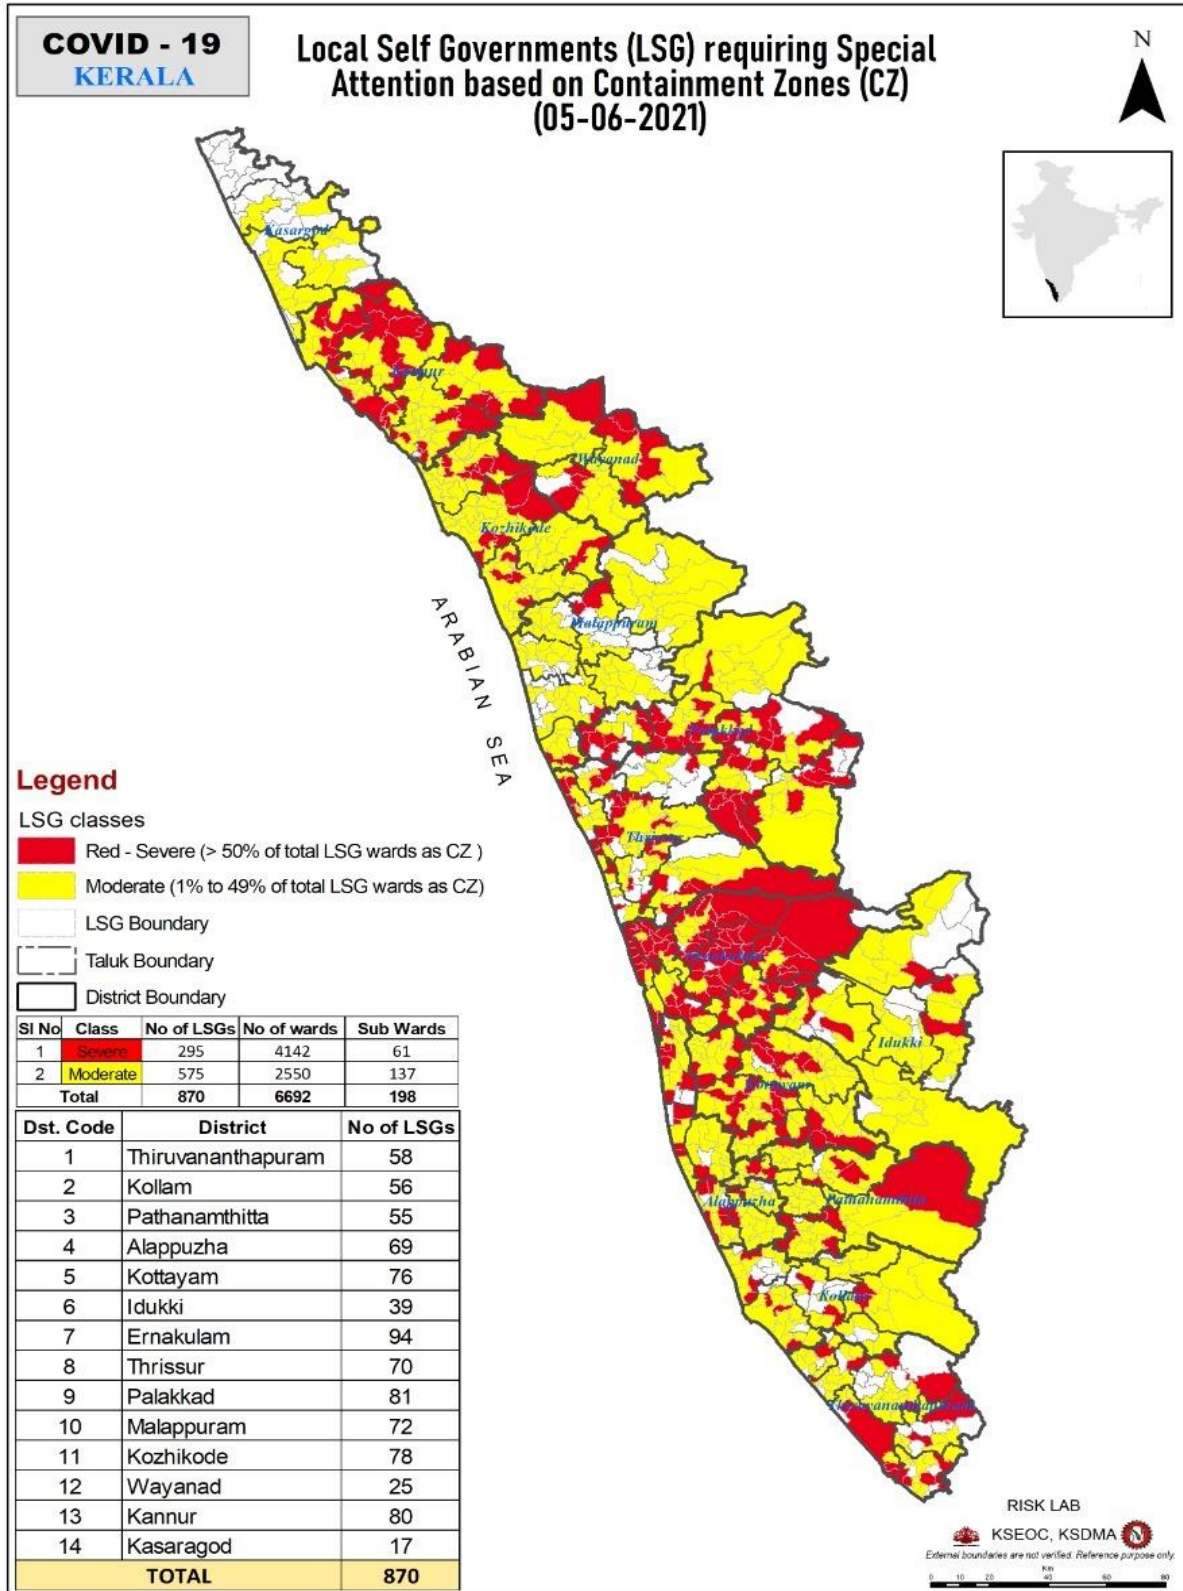 COVID - 19
KERALA
Local Self Governments (LSG) requiring Special
Attention based on Containment Zones (CZ)
(05-06-2021)
N
Kasargod
Kannur
Wayanad
Kozhikode
Malappuram
ARABIAN SEA
Palakkad
Thrissur
Ernakulam
Idukki
Kottayam
Alappuzha
Pathanamthitta
Kollam
Thiruvananthapuram
Legend
LSG classes
Red - Severe (> 50% of total LSG wards as CZ )
Moderate (1% to 49% of total LSG wards as CZ)
LSG Boundary
Taluk Boundary
District Boundary
Sl No Class No of LSGs No of wards Sub Wards
1 Severe 295 4142 61
2 Moderate 575 2550 137
Total 870 6692 198
Dst. Code District No of LSGs
1 Thiruvananthapuram 58
2 Kollam 56
3 Pathanamthitta 55
4 Alappuzha 69
5 Kottayam 76
6 Idukki 39
7 Ernakulam 94
8 Thrissur 70
9 Palakkad 81
10 Malappuram 72
11 Kozhikode 78
12 Wayanad 25
13 Kannur 80
14 Kasaragod 17
TOTAL 870
RISK LAB
KSEOC, KSDMA
External boundaries are not verified. Reference purpose only.
Km
0 10 20 40 60 80